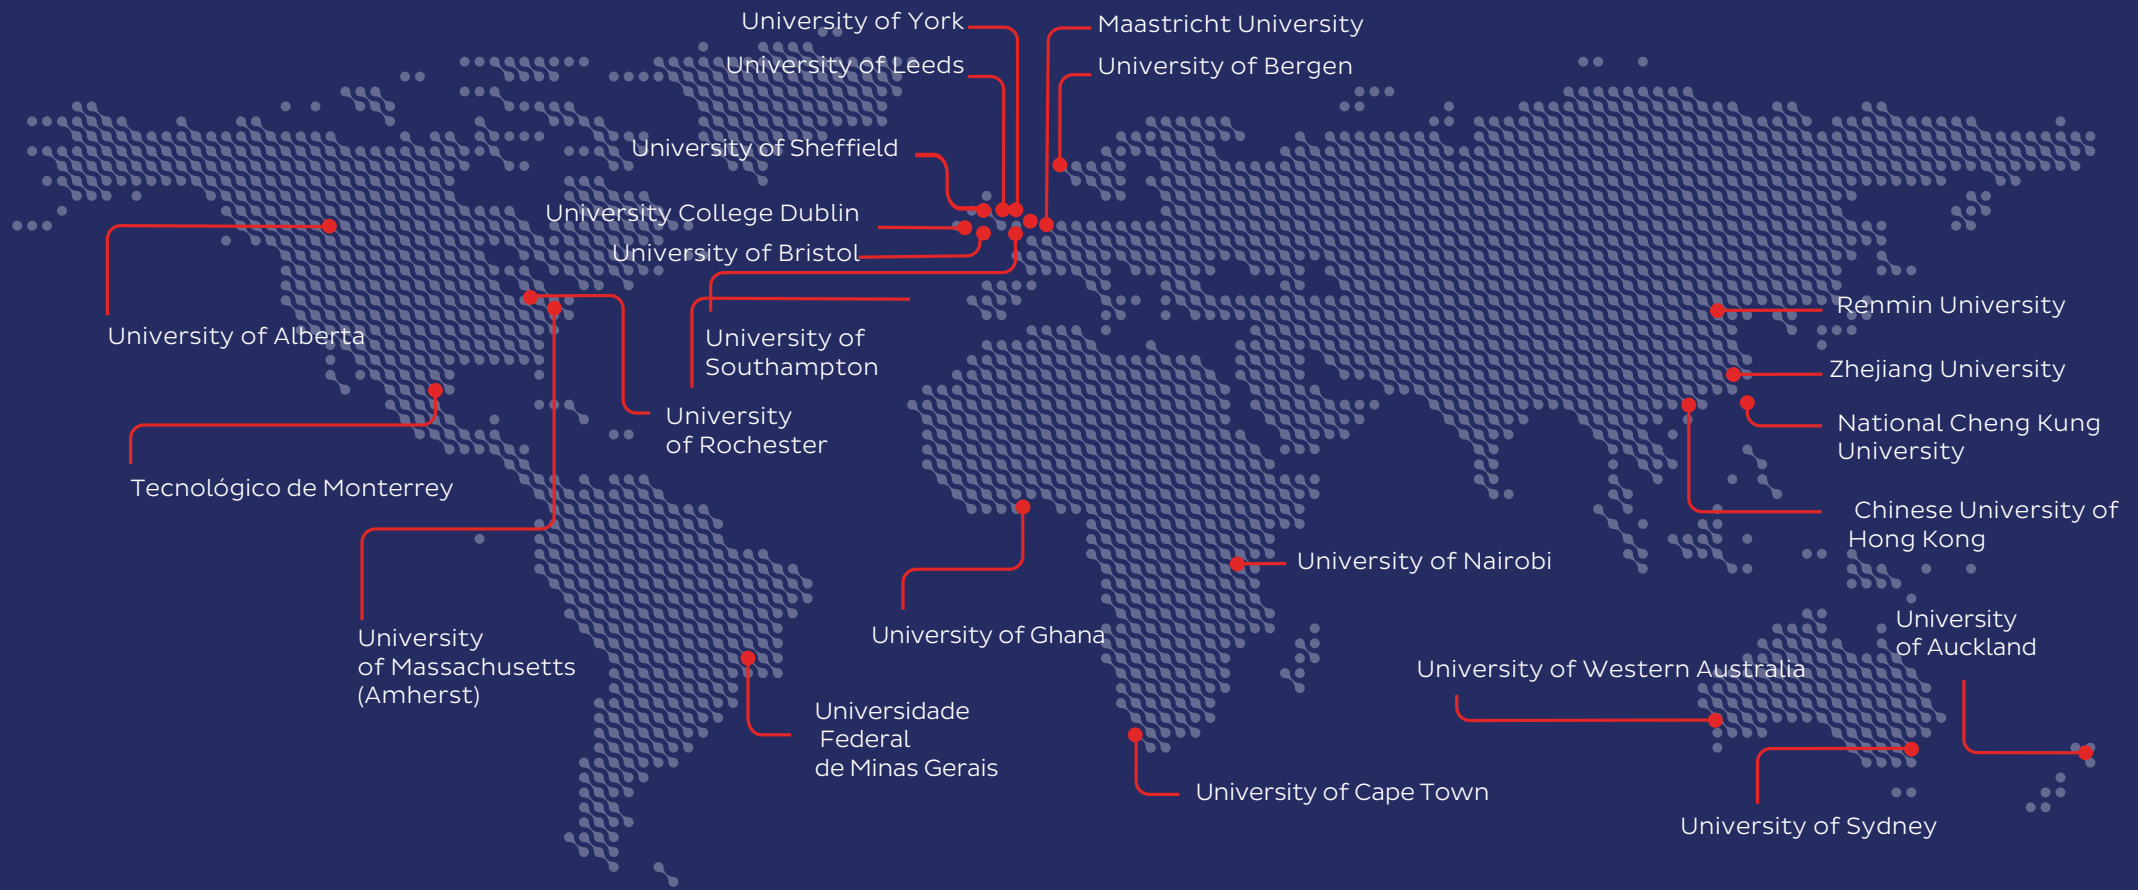 University of York
Maastricht University
University of Leeds
University of Bergen
University of Sheffield
University College Dublin
University of Bristol
University of Alberta
University of
Southampton
Renmin University
Zhejiang University
University
of Rochester
National Cheng Kung
University
Tecnológico de Monterrey
Chinese University of
Hong Kong
University of Nairobi
University of Ghana
University
of Massachusetts
(Amherst)
University
of Auckland
University of Western Australia
Universidade
Federal
de Minas Gerais
University of Cape Town
University of Sydney